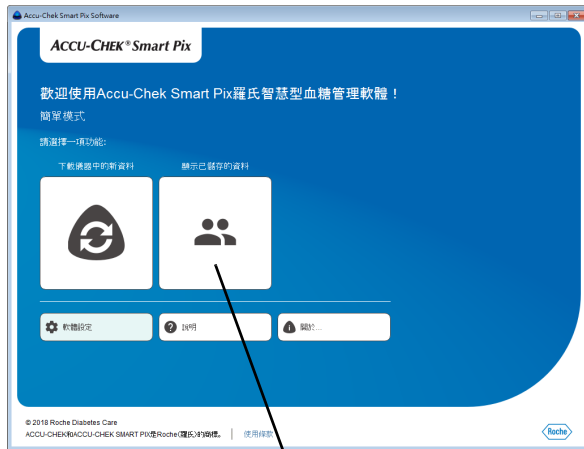 Accu-Chek Smart Pix Software
ACCU-CHEK® Smart Pix
歡迎使用Accu-Chek Smart Pix羅氏智慧型血糖管理軟體！
簡單模式
請選擇一項功能:
下載儀器中的新資料
顯示已儲存的資料
軟體設定
說明
關於...
© 2018 Roche Diabetes Care
ACCU-CHEK和ACCU-CHEK SMART PIX是Roche(羅氏)的商標。
使用條款
Roche